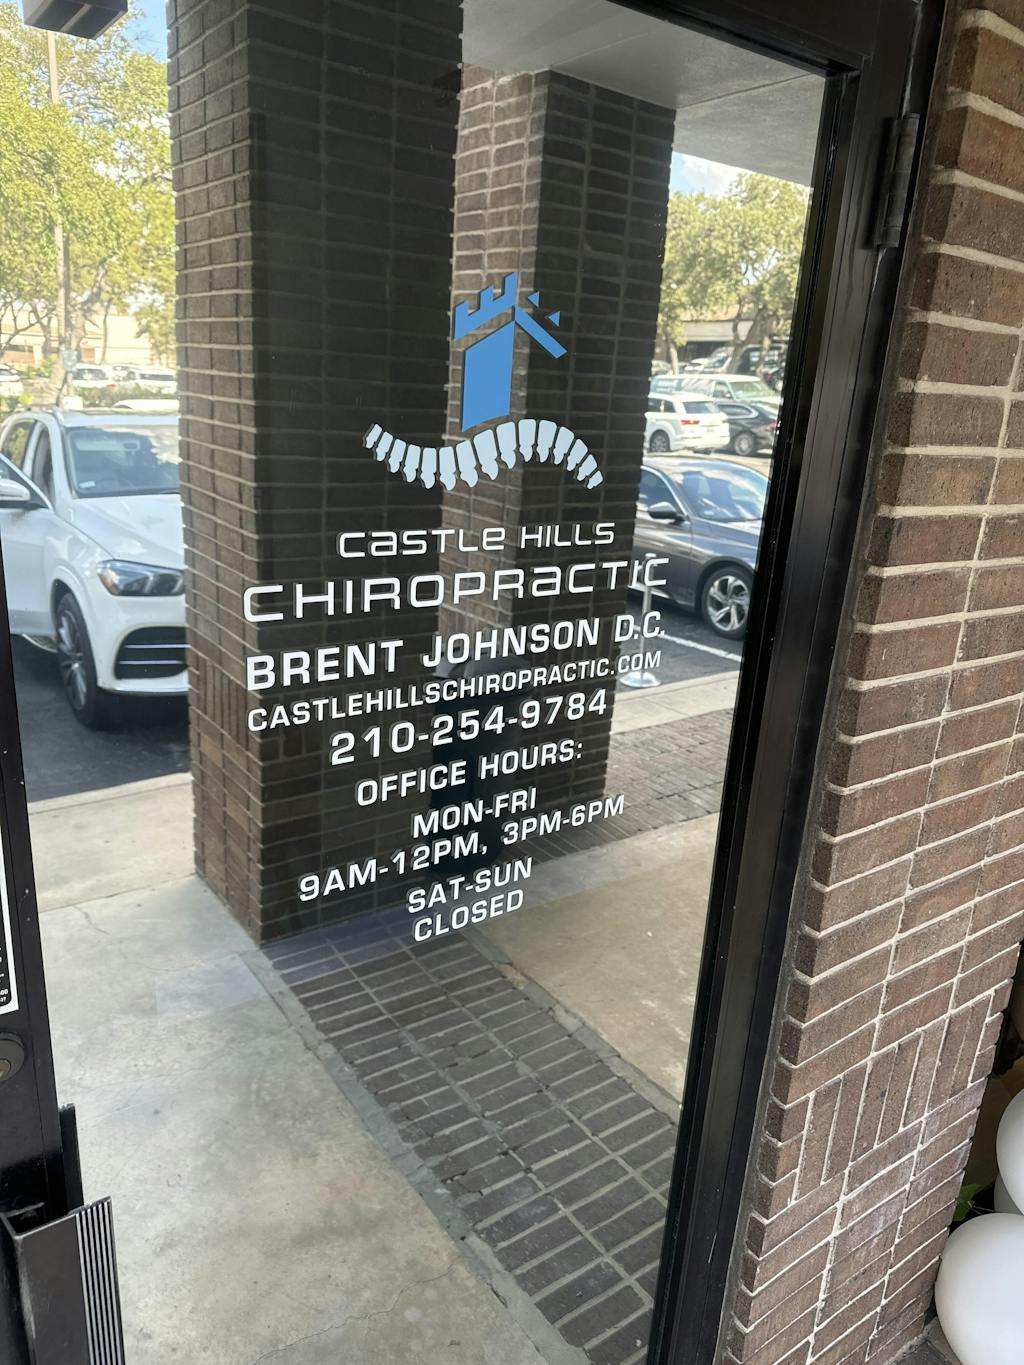 CASTLE HILLS
CHIROPRACTIC
BRENT JOHNSON D.C.
CASTLEHILLSCHIROPRACTIC.COM
210-254-9784
OFFICE HOURS:
MON-FRI
9AM-12PM, 3PM-6PM
SAT-SUN
CLOSED